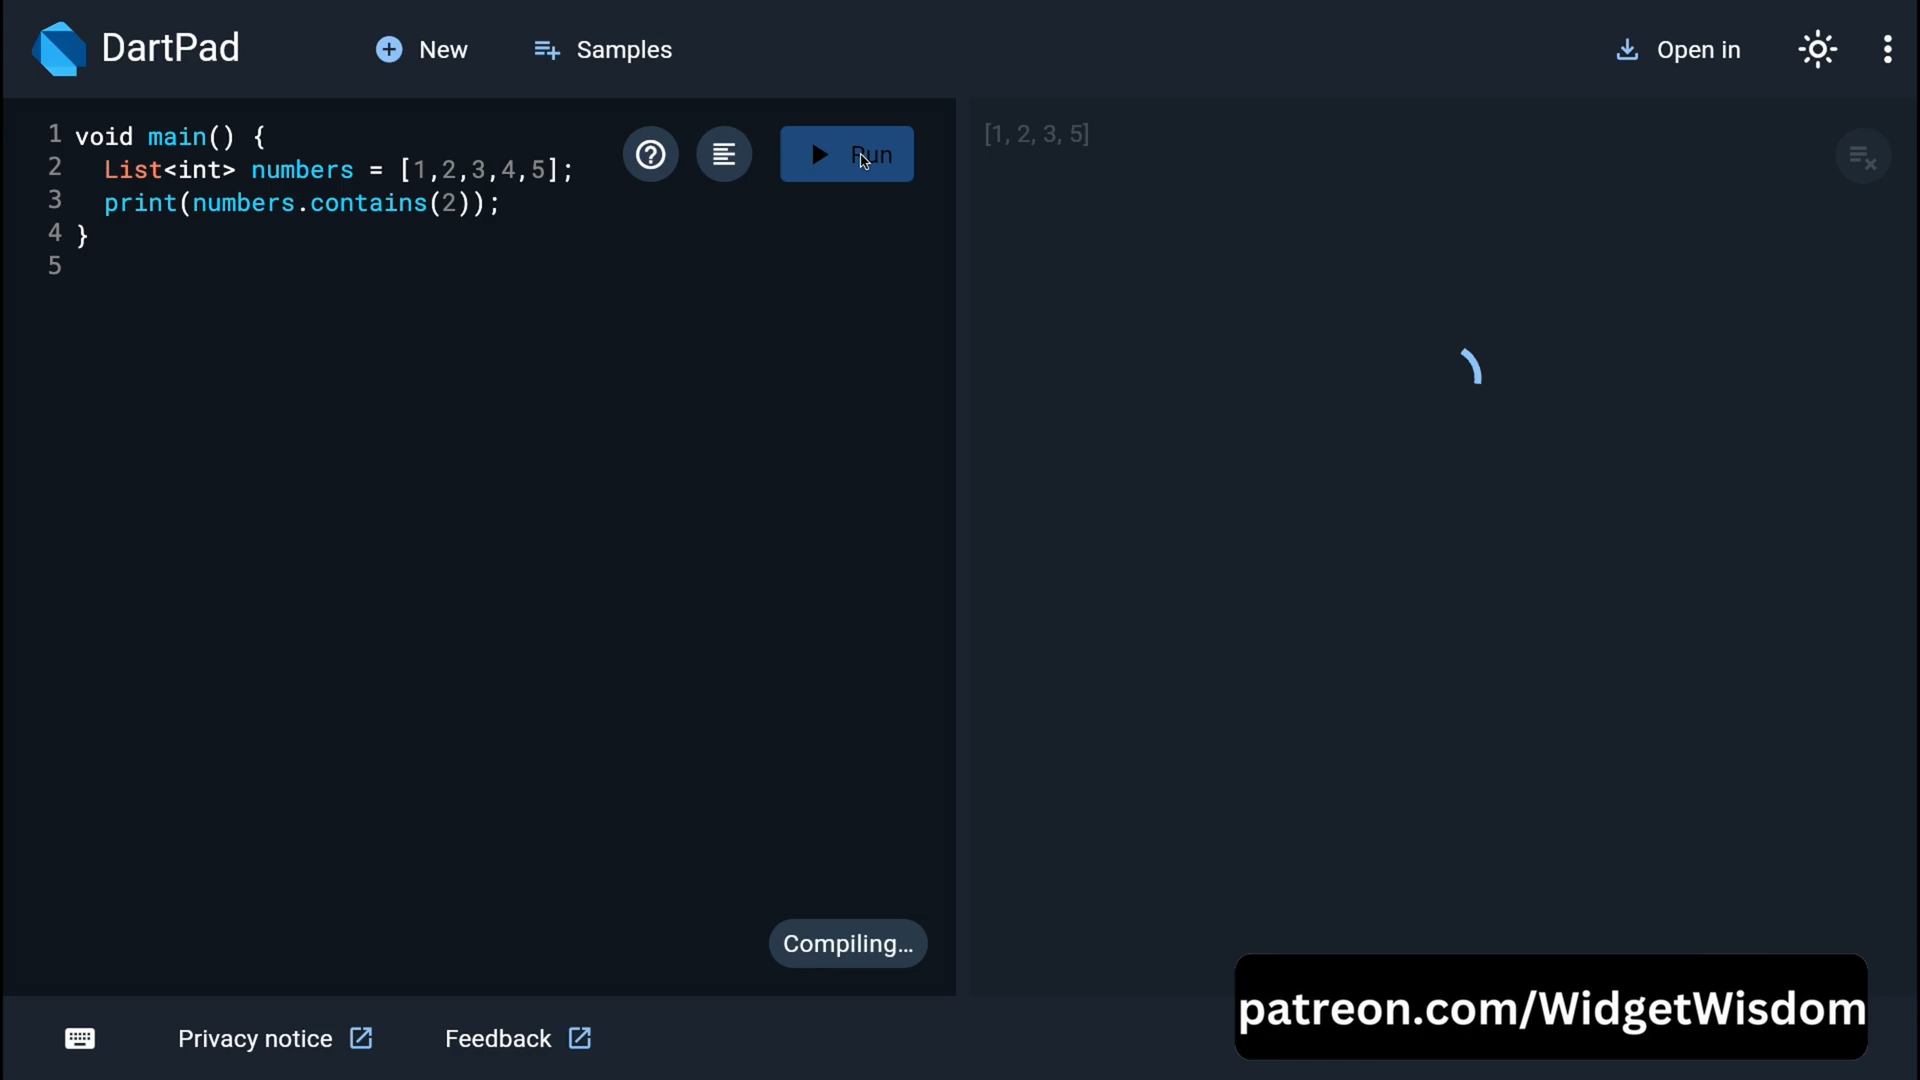 DartPad
New
Samples
Open in
1 void main() {
2 List<int> numbers = [1,2,3,4,5];
3 print(numbers.contains(2));
4 }
5
Run
[1, 2, 3, 5]
Compiling...
Privacy notice
Feedback
patreon.com/WidgetWisdom